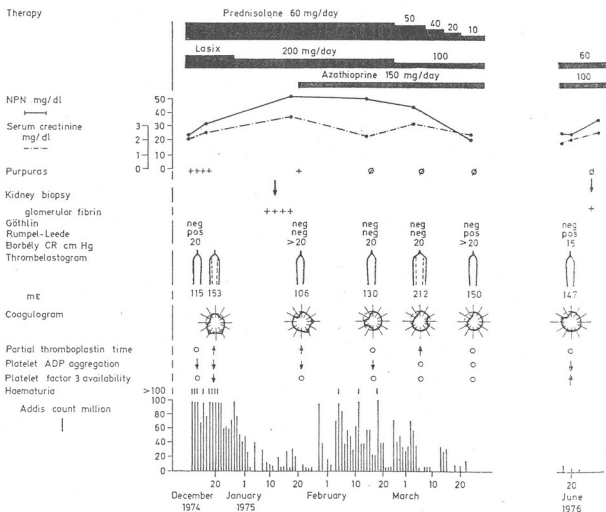 Therapy
Prednisolone 60 mg/day
50
40
20
10
Lasix
200 mg/day
100
60
Azathioprine 150 mg/day
100
NPN mg/dl
50
40
30
20
10
0
Serum creatinine
mg/dl
3
2
1
0
Purpuras
++++ + ø ø ø ø
Kidney biopsy
glomerular fibrin ++++ +
Göthlin neg neg neg neg neg neg
Rumpel-Leede pos neg neg neg neg pos
Borbély CR cm Hg 20 >20 20 20 >20 15
Thrombelastogram
mε 115 153 106 130 212 150 147
Coagulogram
Partial thromboplastin time
Platelet ADP aggregation
Platelet factor 3 availability
Haematuria >100
Addis count million
100
80
60
40
20
0
20 1 10 20 1 10 20 1 10 20 20
December January February March June
1974 1975 1976